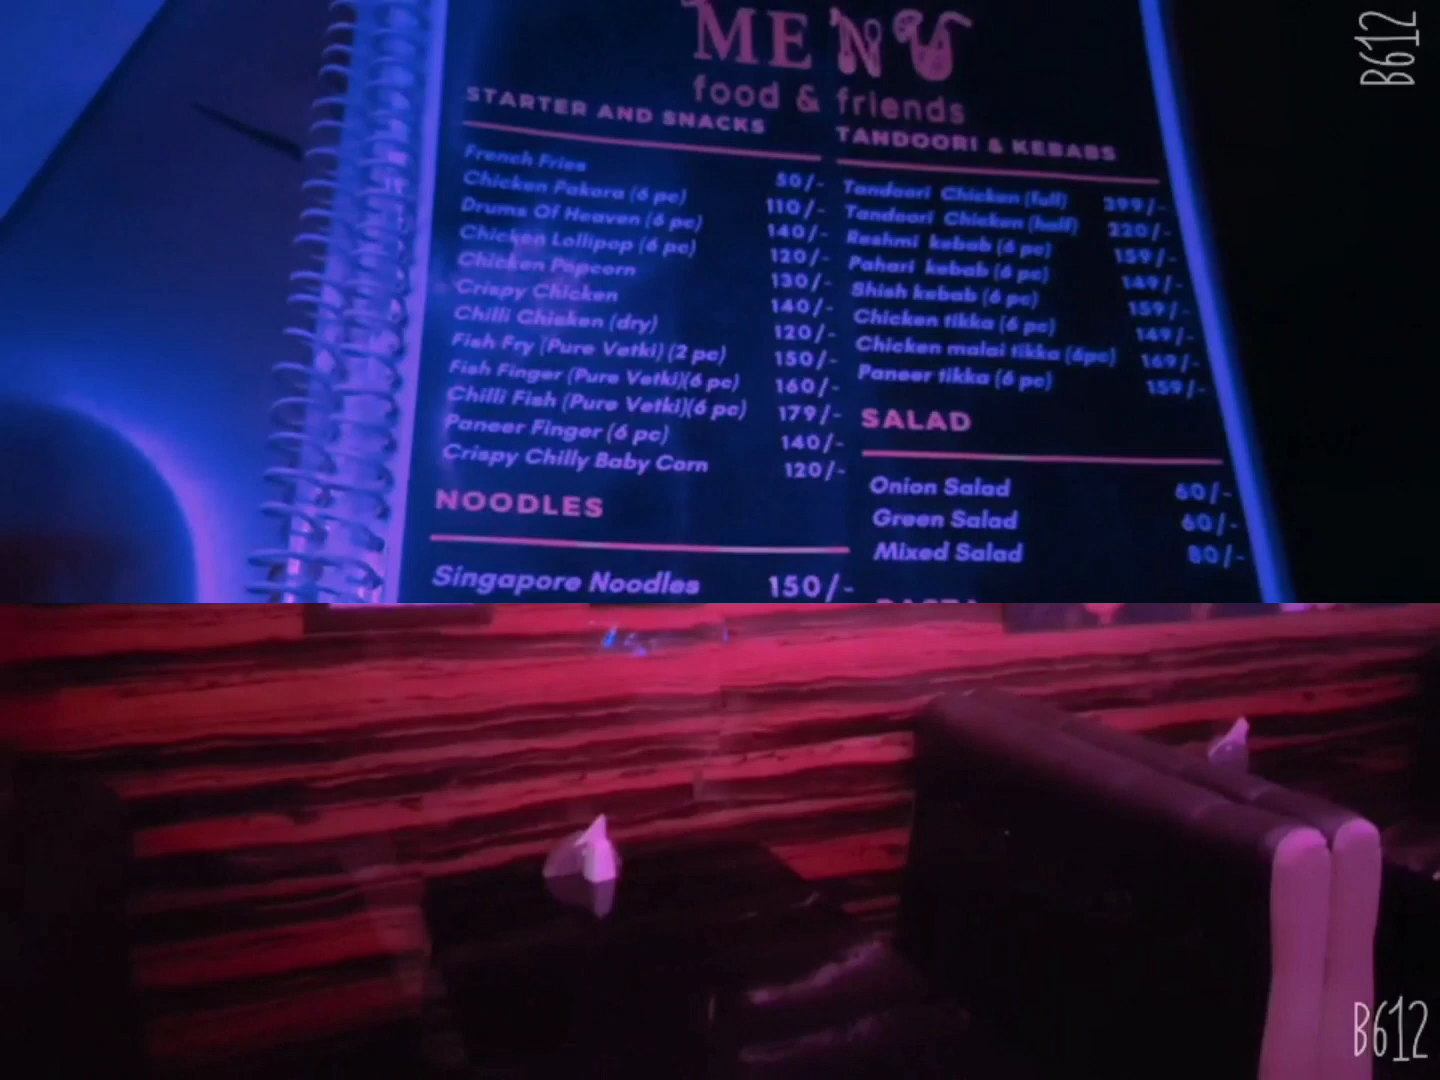 MENU
food & friends
STARTER AND SNACKS
French Fries 50/-
Chicken Pakora (6 pc) 110/-
Drums Of Heaven (6 pc) 140/-
Chicken Lollipop (6 pc) 120/-
Chicken Popcorn 130/-
Crispy Chicken 140/-
Chilli Chicken (dry) 120/-
Fish Fry (Pure Vetki) (2 pc) 150/-
Fish Finger (Pure Vetki)(6 pc) 160/-
Chilli Fish (Pure Vetki)(6 pc) 179/-
Paneer Finger (6 pc) 140/-
Crispy Chilly Baby Corn 120/-
NOODLES
Singapore Noodles 150/-
TANDOORI & KEBABS
Tandoori Chicken (full) 399/-
Tandoori Chicken (half) 220/-
Reshmi kebab (6 pc) 159/-
Pahari kebab (6 pc) 149/-
Shish kebab (6 pc) 159/-
Chicken tikka (6 pc) 149/-
Chicken malai tikka (6pc) 169/-
Paneer tikka (6 pc) 159/-
SALAD
Onion Salad 60/-
Green Salad 60/-
Mixed Salad 80/-
B612
B612